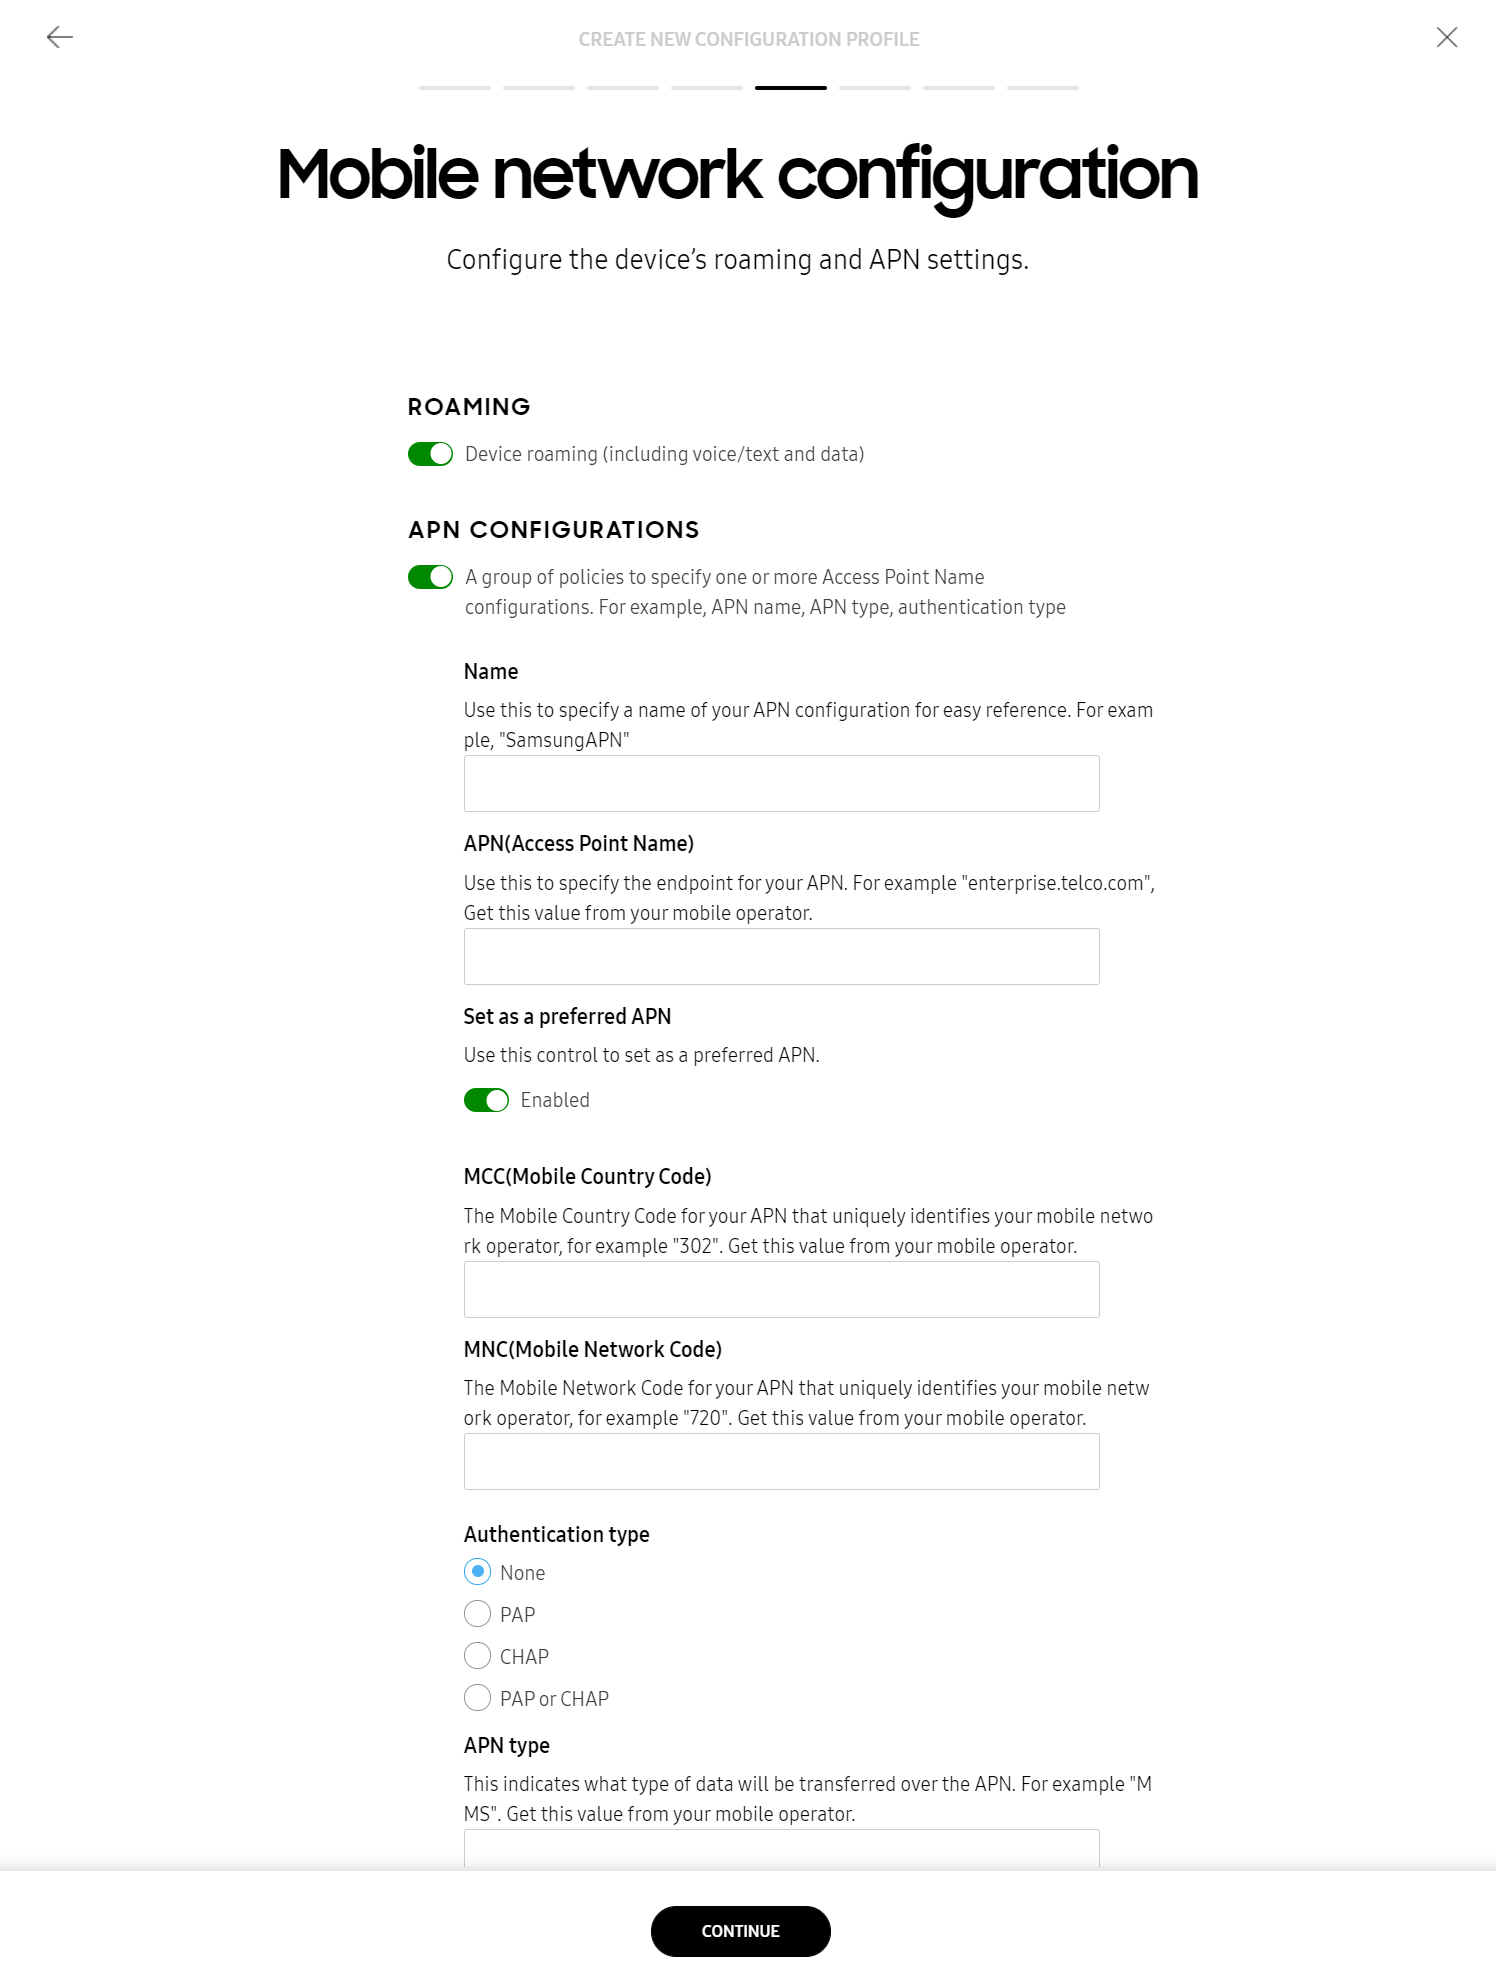 CREATE NEW CONFIGURATION PROFILE
Mobile network configuration
Configure the device’s roaming and APN settings.
ROAMING
Device roaming (including voice/text and data)
APN CONFIGURATIONS
A group of policies to specify one or more Access Point Name
configurations. For example, APN name, APN type, authentication type
Name
Use this to specify a name of your APN configuration for easy reference. For exam
ple, "SamsungAPN"
APN(Access Point Name)
Use this to specify the endpoint for your APN. For example "enterprise.telco.com",
Get this value from your mobile operator.
Set as a preferred APN
Use this control to set as a preferred APN.
Enabled
MCC(Mobile Country Code)
The Mobile Country Code for your APN that uniquely identifies your mobile netwo
rk operator, for example "302". Get this value from your mobile operator.
MNC(Mobile Network Code)
The Mobile Network Code for your APN that uniquely identifies your mobile netw
ork operator, for example "720". Get this value from your mobile operator.
Authentication type
None
PAP
CHAP
PAP or CHAP
APN type
This indicates what type of data will be transferred over the APN. For example "M
MS". Get this value from your mobile operator.
CONTINUE